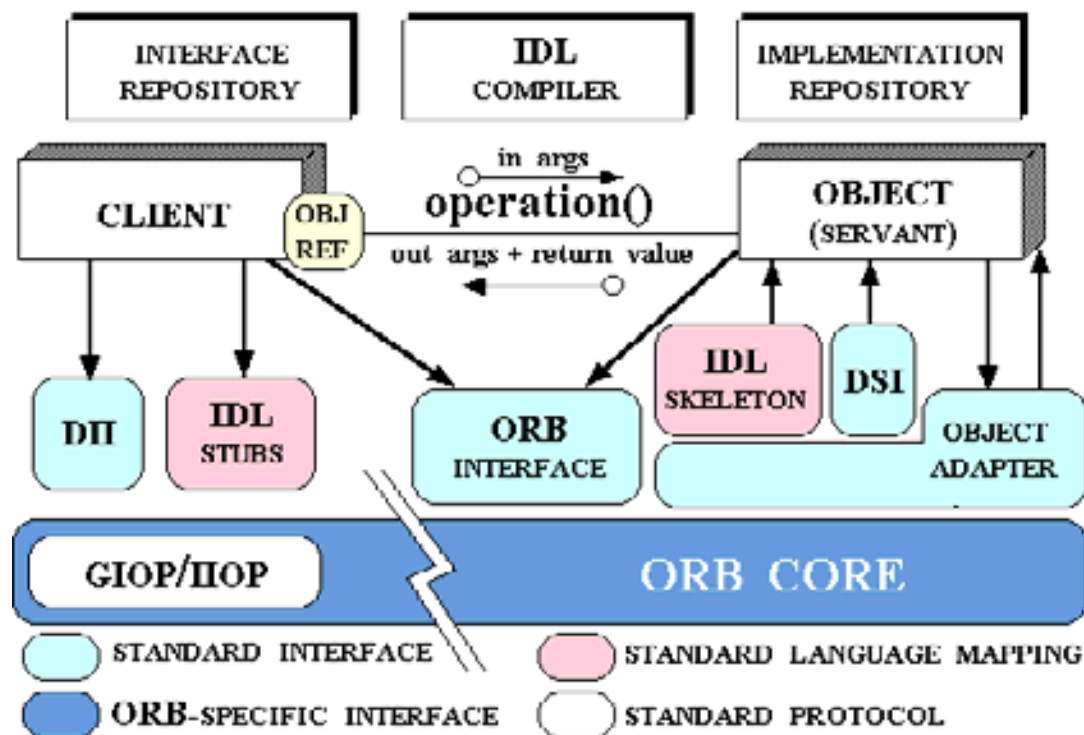 INTERFACE
REPOSITORY
IDL
COMPILER
IMPLEMENTATION
REPOSITORY
CLIENT
OBJ
REF
in args
operation()
out args + return value
OBJECT
(SERVANT)
DII
IDL
STUBS
ORB
INTERFACE
IDL
SKELETON
DSI
OBJECT
ADAPTER
GIOP/IIOP
ORB CORE
STANDARD INTERFACE
STANDARD LANGUAGE MAPPING
ORB-SPECIFIC INTERFACE
STANDARD PROTOCOL